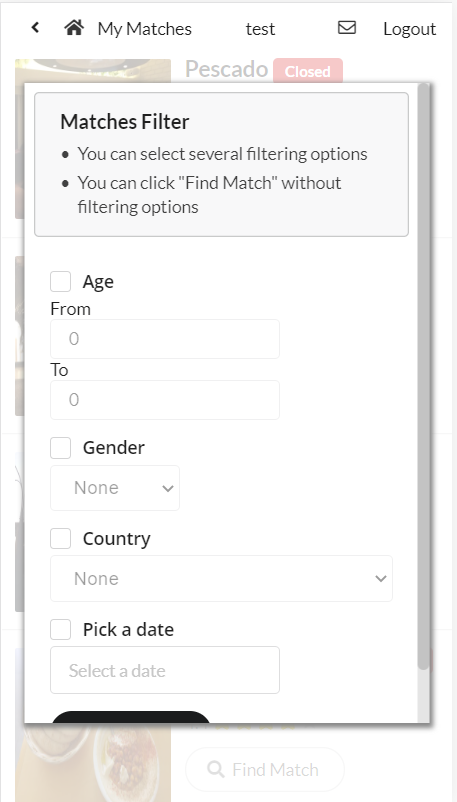 My Matches test Logout
Pescado Closed
Matches Filter
• You can select several filtering options
• You can click "Find Match" without
filtering options
Age
From
0
To
0
Gender
None
Country
None
Pick a date
Select a date
Find Match